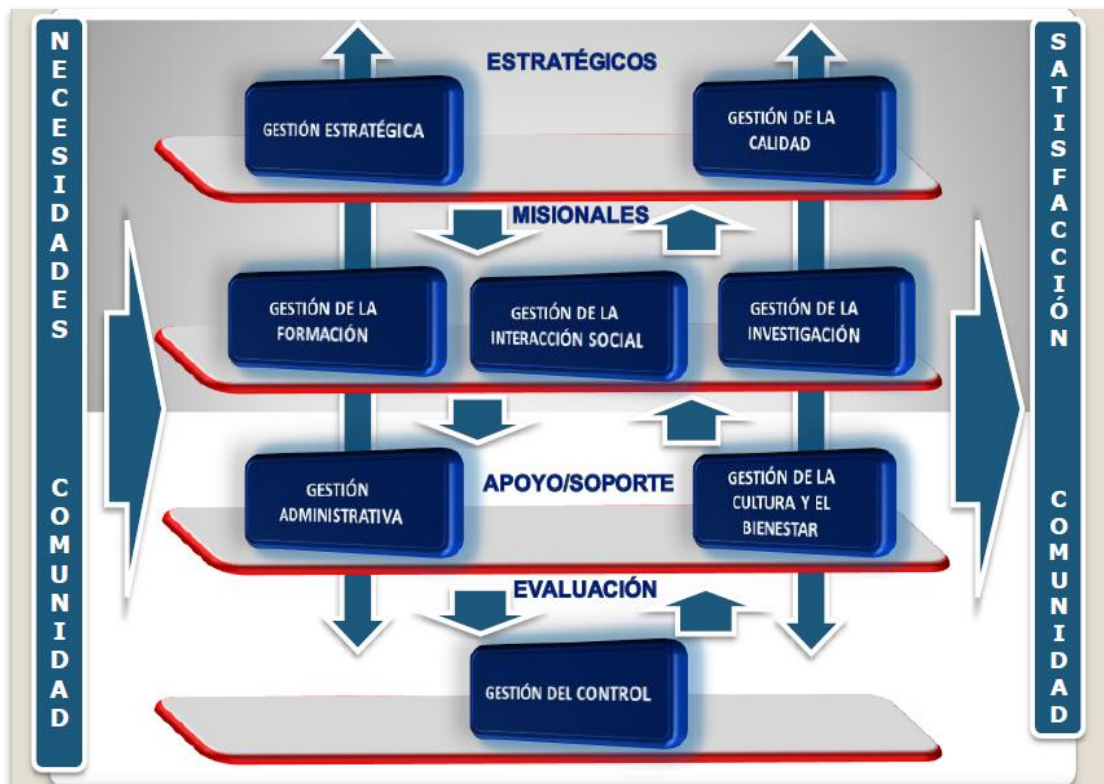 NECESIDADES COMUNIDAD
ESTRATÉGICOS
GESTIÓN ESTRATÉGICA
GESTIÓN DE LA
CALIDAD
MISIONALES
GESTIÓN DE LA
FORMACIÓN
GESTIÓN DE LA
INTERACCIÓN SOCIAL
GESTIÓN DE LA
INVESTIGACIÓN
APOYO/SOPORTE
GESTIÓN
ADMINISTRATIVA
GESTIÓN DE LA
CULTURA Y EL
BIENESTAR
EVALUACIÓN
GESTIÓN DEL CONTROL
SATISFACCIÓN COMUNIDAD